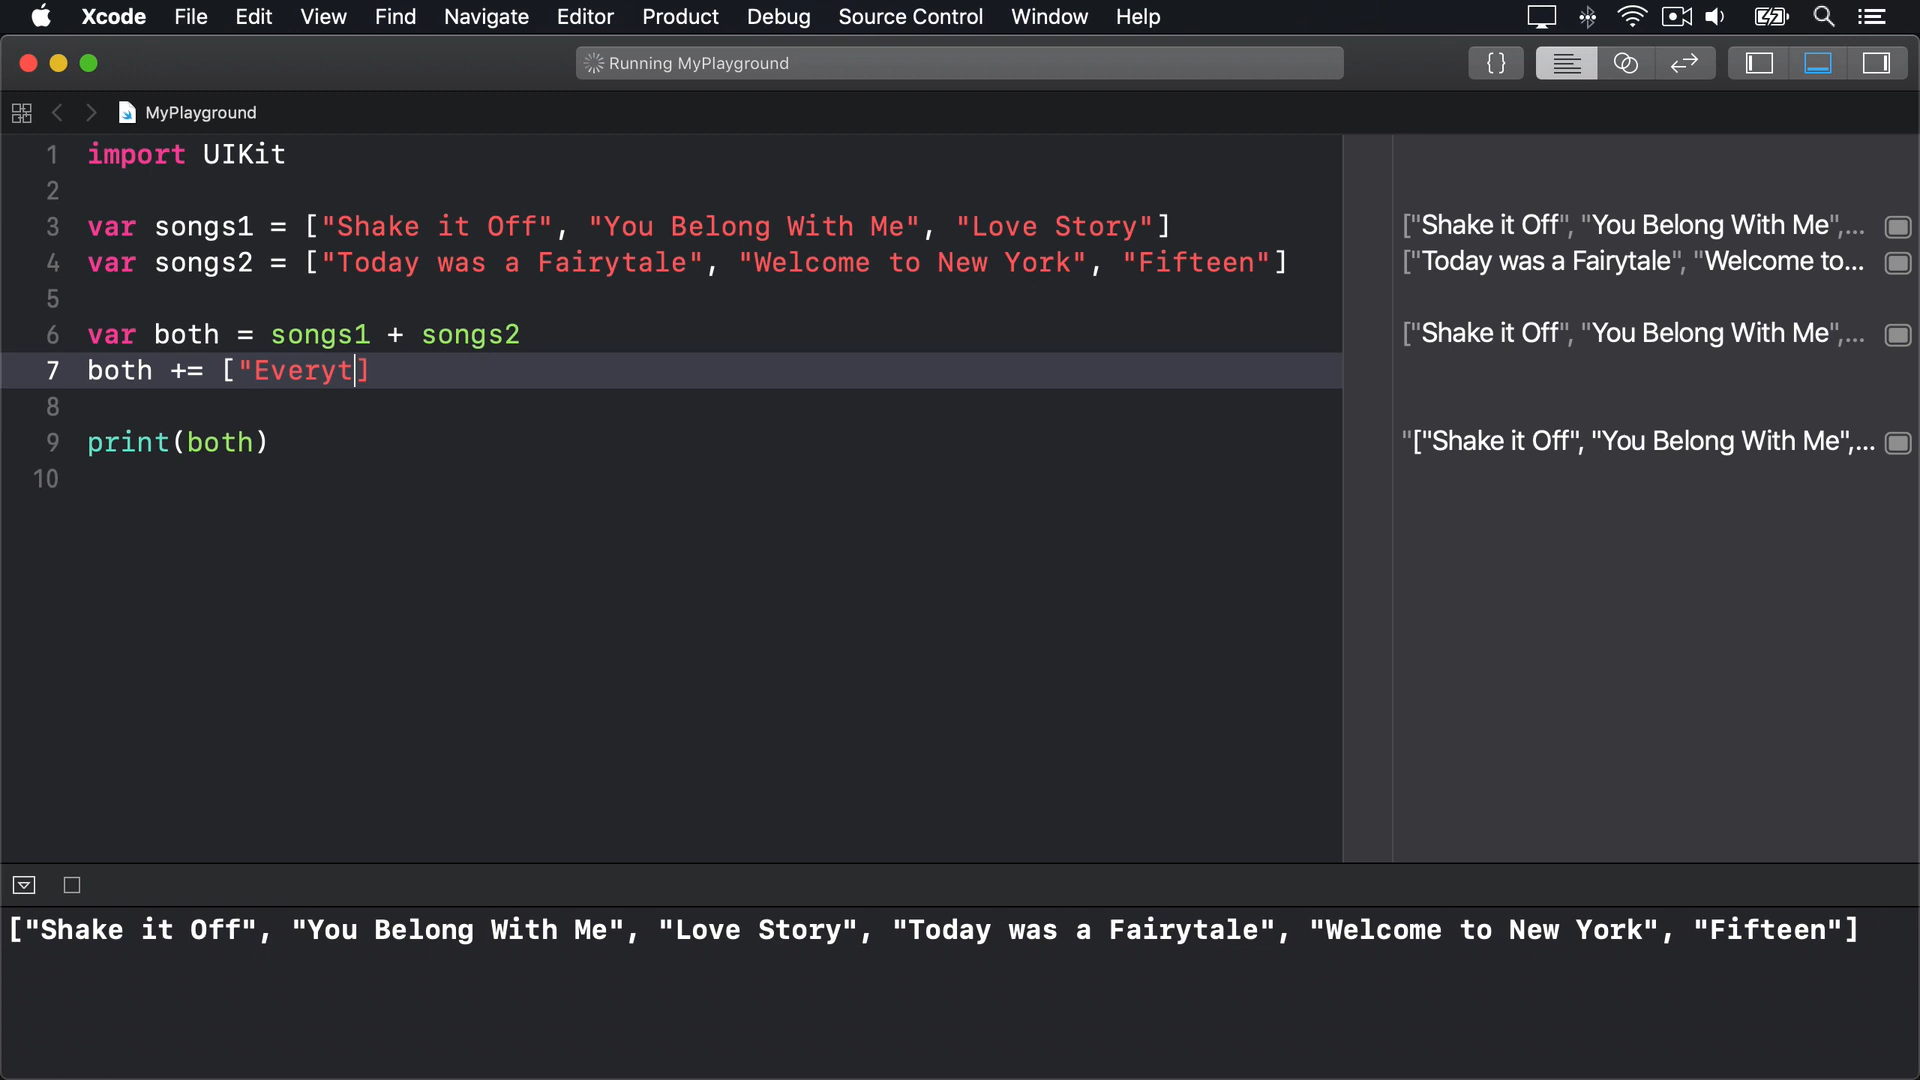 Xcode File Edit View Find Navigate Editor Product Debug Source Control Window Help
Running MyPlayground
{}
MyPlayground
1 import UIKit
2
3 var songs1 = ["Shake it Off", "You Belong With Me", "Love Story"]
["Shake it Off", "You Belong With Me",...
4 var songs2 = ["Today was a Fairytale", "Welcome to New York", "Fifteen"]
["Today was a Fairytale", "Welcome to...
5
6 var both = songs1 + songs2
["Shake it Off", "You Belong With Me",...
7 both += ["Everyt]
8
9 print(both)
"["Shake it Off", "You Belong With Me",...
10
["Shake it Off", "You Belong With Me", "Love Story", "Today was a Fairytale", "Welcome to New York", "Fifteen"]